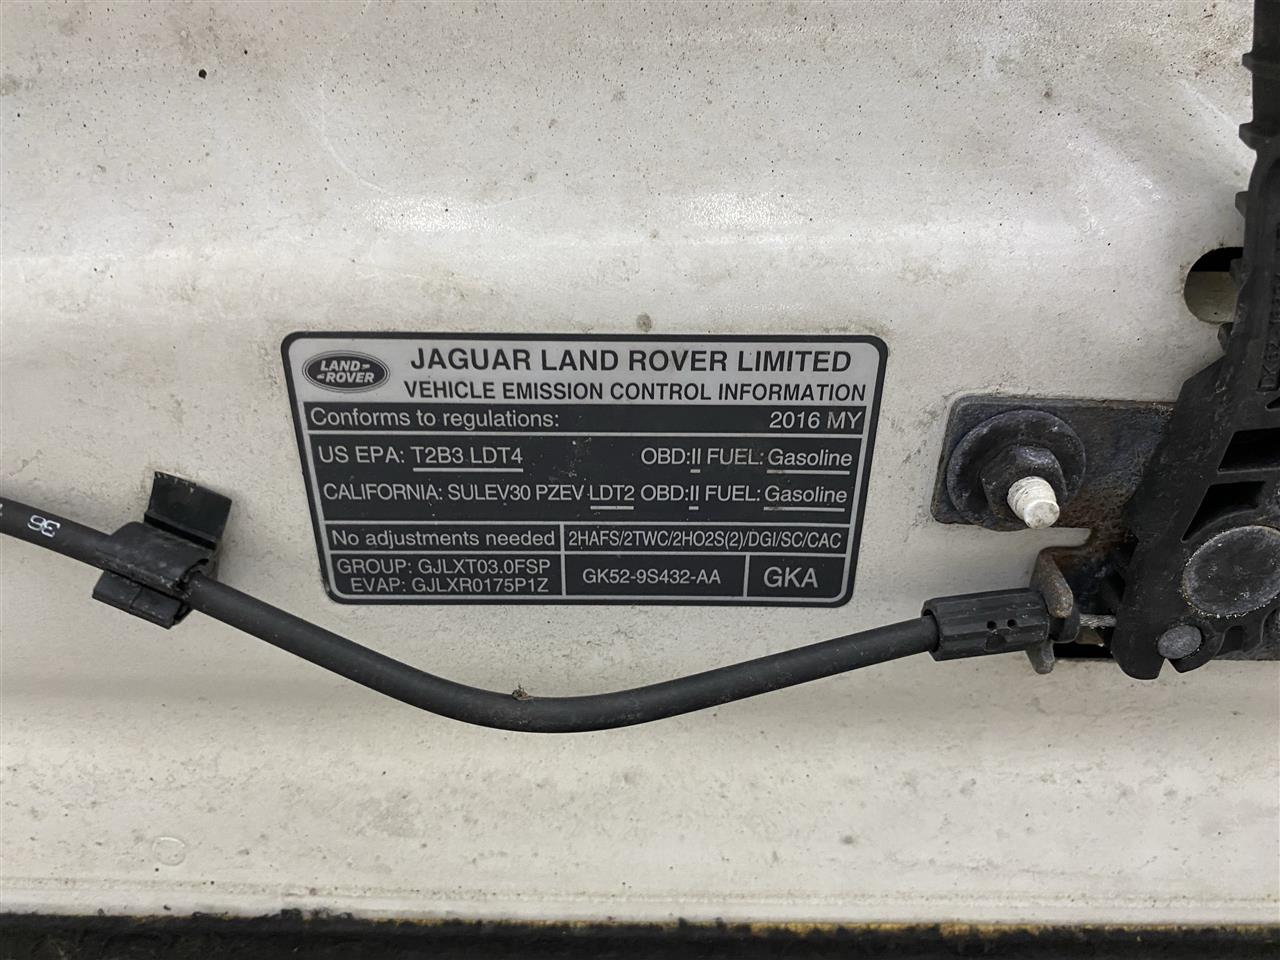 LAND-
ROVER
JAGUAR LAND ROVER LIMITED
VEHICLE EMISSION CONTROL INFORMATION
Conforms to regulations: 2016 MY
US EPA: T2B3 LDT4 OBD:II FUEL: Gasoline
CALIFORNIA: SULEV30 PZEV LDT2 OBD:II FUEL: Gasoline
No adjustments needed 2HAFS/2TWC/2HO2S(2)/DGI/SC/CAC
GROUP: GJLXT03.0FSP
EVAP: GJLXR0175P1Z
GK52-9S432-AA
GKA
36